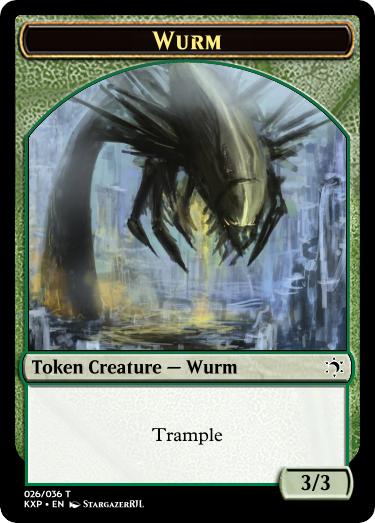 Wurm
Token Creature — Wurm
Trample
3/3
026/036 T
KXP • EN StargazerRJL